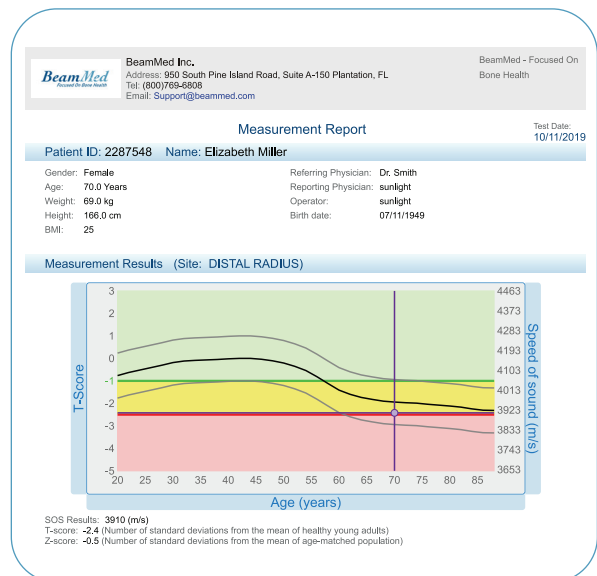 BeamMed
Focused On Bone Health
BeamMed Inc.
Address: 950 South Pine Island Road, Suite A-150 Plantation, FL
Tel: (800)769-6808
Email: Support@beammed.com
BeamMed - Focused On
Bone Health
Measurement Report
Test Date:
10/11/2019
Patient ID: 2287548 Name: Elizabeth Miller
Gender: Female
Age: 70.0 Years
Weight: 69.0 kg
Height: 166.0 cm
BMI: 25
Referring Physician: Dr. Smith
Reporting Physician: sunlight
Operator: sunlight
Birth date: 07/11/1949
Measurement Results (Site: DISTAL RADIUS)
T-Score
3
2
1
0
-1
-2
-3
-4
-5
20 25 30 35 40 45 50 55 60 65 70 75 80 85
4463
4373
4283
4193
4103
4013
3923
3833
3743
3653
Speed of sound (m/s)
Age (years)
SOS Results: 3910 (m/s)
T-score: -2.4 (Number of standard deviations from the mean of healthy young adults)
Z-score: -0.5 (Number of standard deviations from the mean of age-matched population)